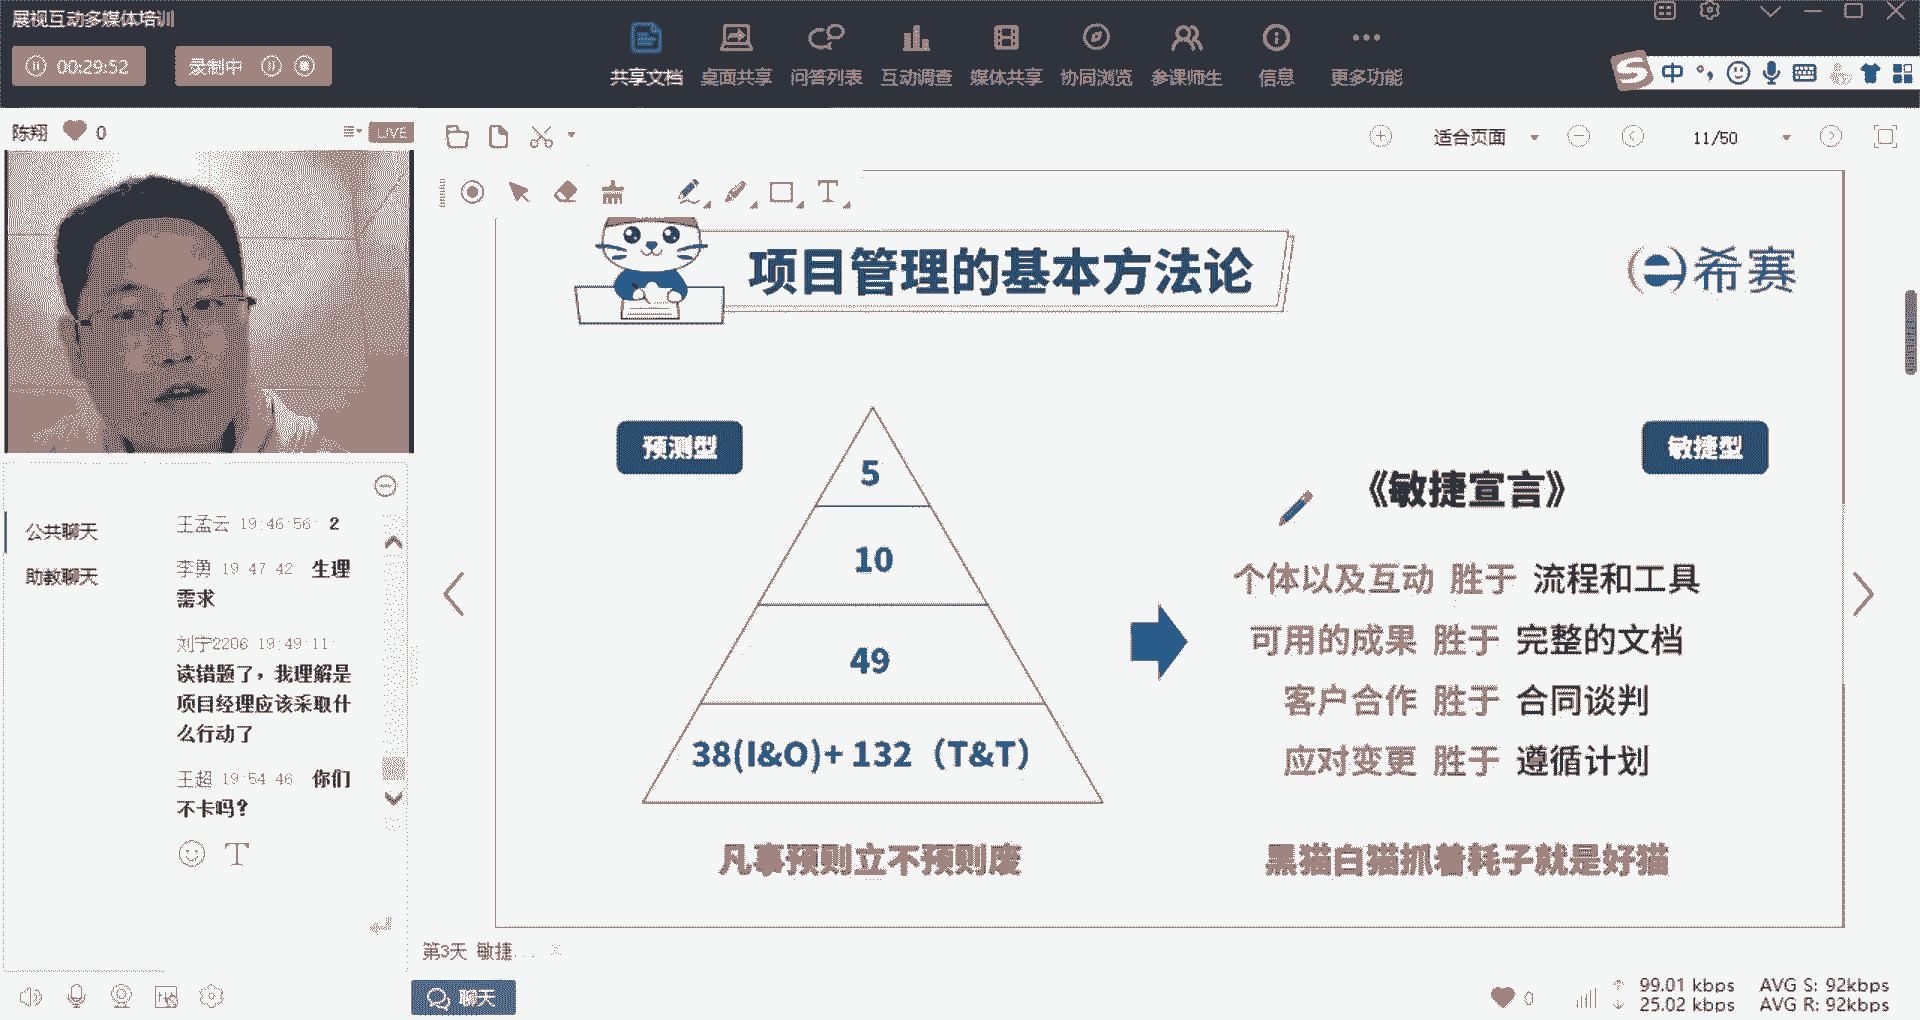 展视互动多媒体培训
00:29:52
录制中
共享文档 桌面共享 问答列表 互动调查 媒体共享 协同浏览 参课师生 信息 更多功能
中
陈翔 0
LIVE
适合页面
11/50
项目管理的基本方法论
希赛
预测型
敏捷型
5
10
49
38(I&O)+ 132（T&T）
《敏捷宣言》
个体以及互动 胜于 流程和工具
可用的成果 胜于 完整的文档
客户合作 胜于 合同谈判
应对变更 胜于 遵循计划
凡事预则立不预则废
黑猫白猫抓着耗子就是好猫
公共聊天
助教聊天
王孟云 19:46:56 2
李勇 19:47:42 生理
需求
刘宁2206 19:49:11
读错题了，我理解是
项目经理应该采取什
么行动了
王超 19:54:46 你们
不卡吗？
第3天 敏捷...
聊天
0
99.01 kbps AVG S: 92kbps
25.02 kbps AVG R: 92kbps